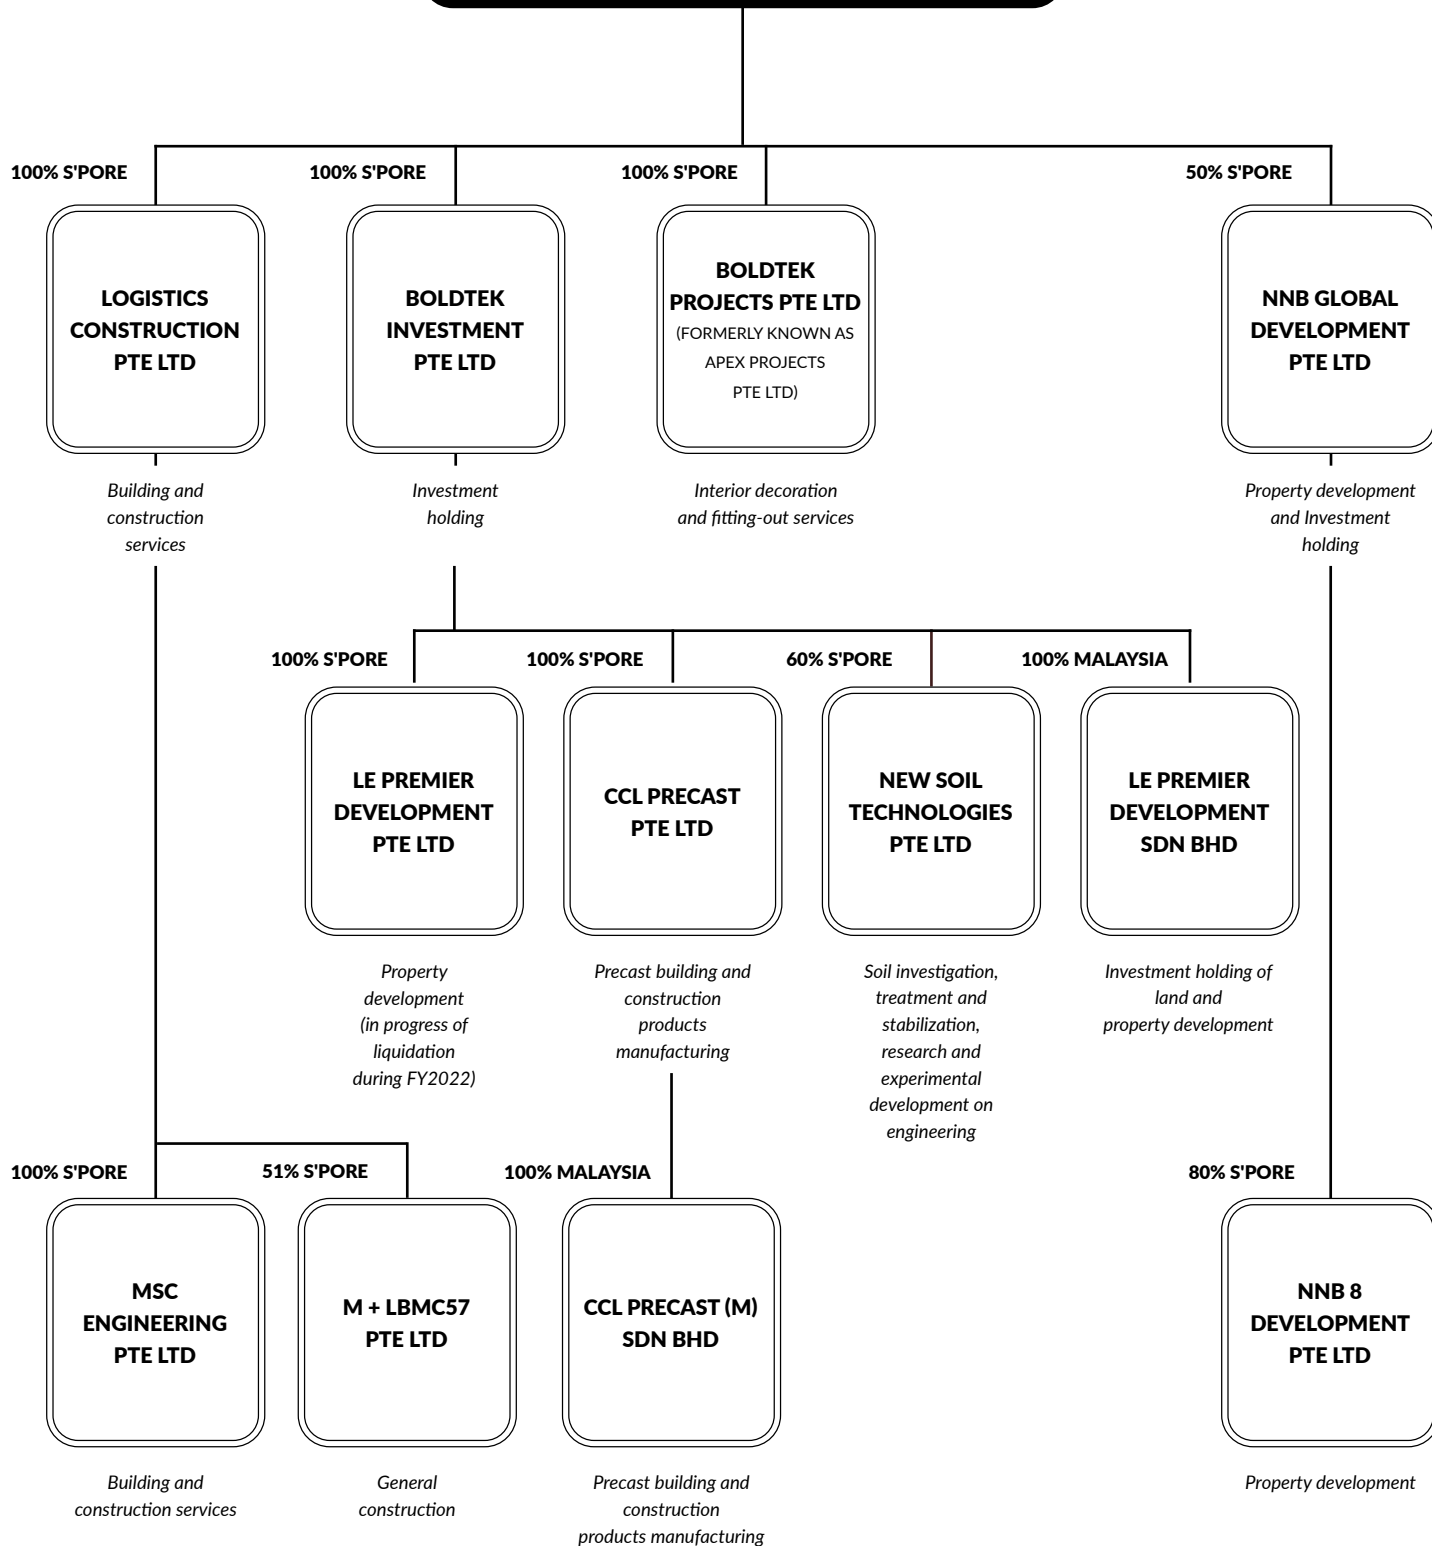 100% S'PORE
100% S'PORE
100% S'PORE
50% S'PORE
LOGISTICS
CONSTRUCTION
PTE LTD
BOLDTEK
INVESTMENT
PTE LTD
BOLDTEK
PROJECTS PTE LTD
(FORMERLY KNOWN AS
APEX PROJECTS
PTE LTD)
NNB GLOBAL
DEVELOPMENT
PTE LTD
Building and
construction
services
Investment
holding
Interior decoration
and fitting-out services
Property development
and Investment
holding
100% S'PORE
100% S'PORE
60% S'PORE
100% MALAYSIA
LE PREMIER
DEVELOPMENT
PTE LTD
CCL PRECAST
PTE LTD
NEW SOIL
TECHNOLOGIES
PTE LTD
LE PREMIER
DEVELOPMENT
SDN BHD
Property
development
(in progress of
liquidation
during FY2022)
Precast building and
construction
products
manufacturing
Soil investigation,
treatment and
stabilization,
research and
experimental
development on
engineering
Investment holding of
land and
property development
100% S'PORE
51% S'PORE
100% MALAYSIA
80% S'PORE
MSC
ENGINEERING
PTE LTD
M + LBMC57
PTE LTD
CCL PRECAST (M)
SDN BHD
NNB 8
DEVELOPMENT
PTE LTD
Building and
construction services
General
construction
Precast building and
construction
products manufacturing
Property development